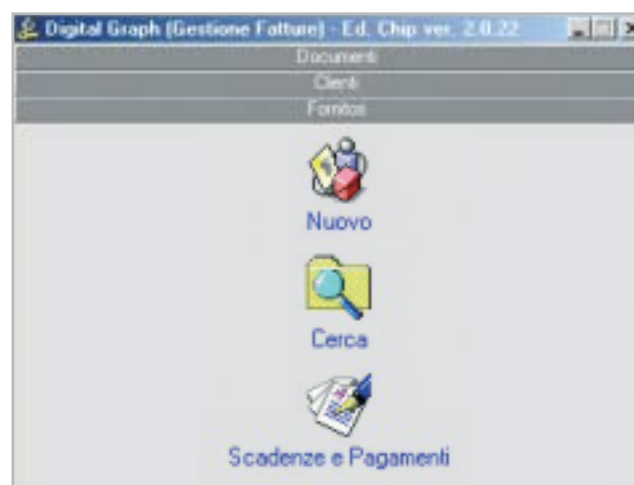 Digital Graph (Gestione Fatture) - Ed. Chip ver. 2.0.22
Documenti
Clienti
Fornitori
Nuovo
Cerca
Scadenze e Pagamenti